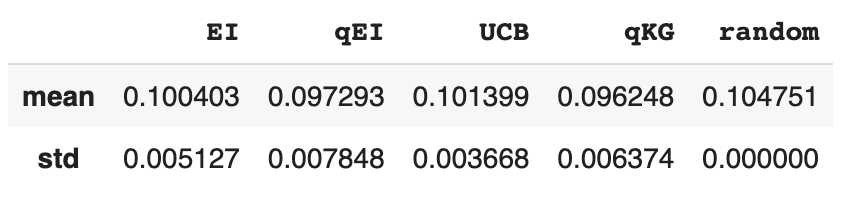 EI qEI UCB qKG random
mean 0.100403 0.097293 0.101399 0.096248 0.104751
std 0.005127 0.007848 0.003668 0.006374 0.000000